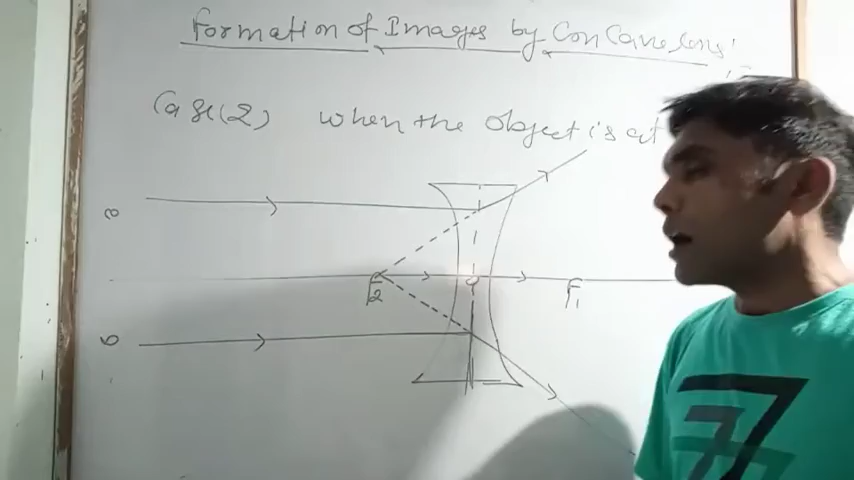 Formation of Images by Concave lens:
Case(2) when the object is at
a
F2
O
F1
b